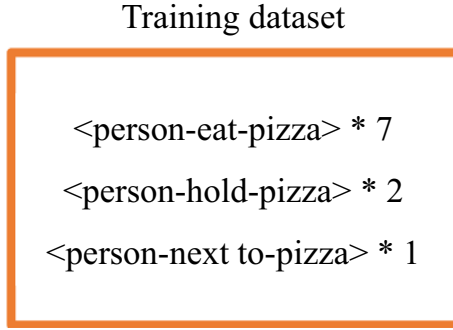 Training dataset
<person-eat-pizza> * 7
<person-hold-pizza> * 2
<person-next to-pizza> * 1